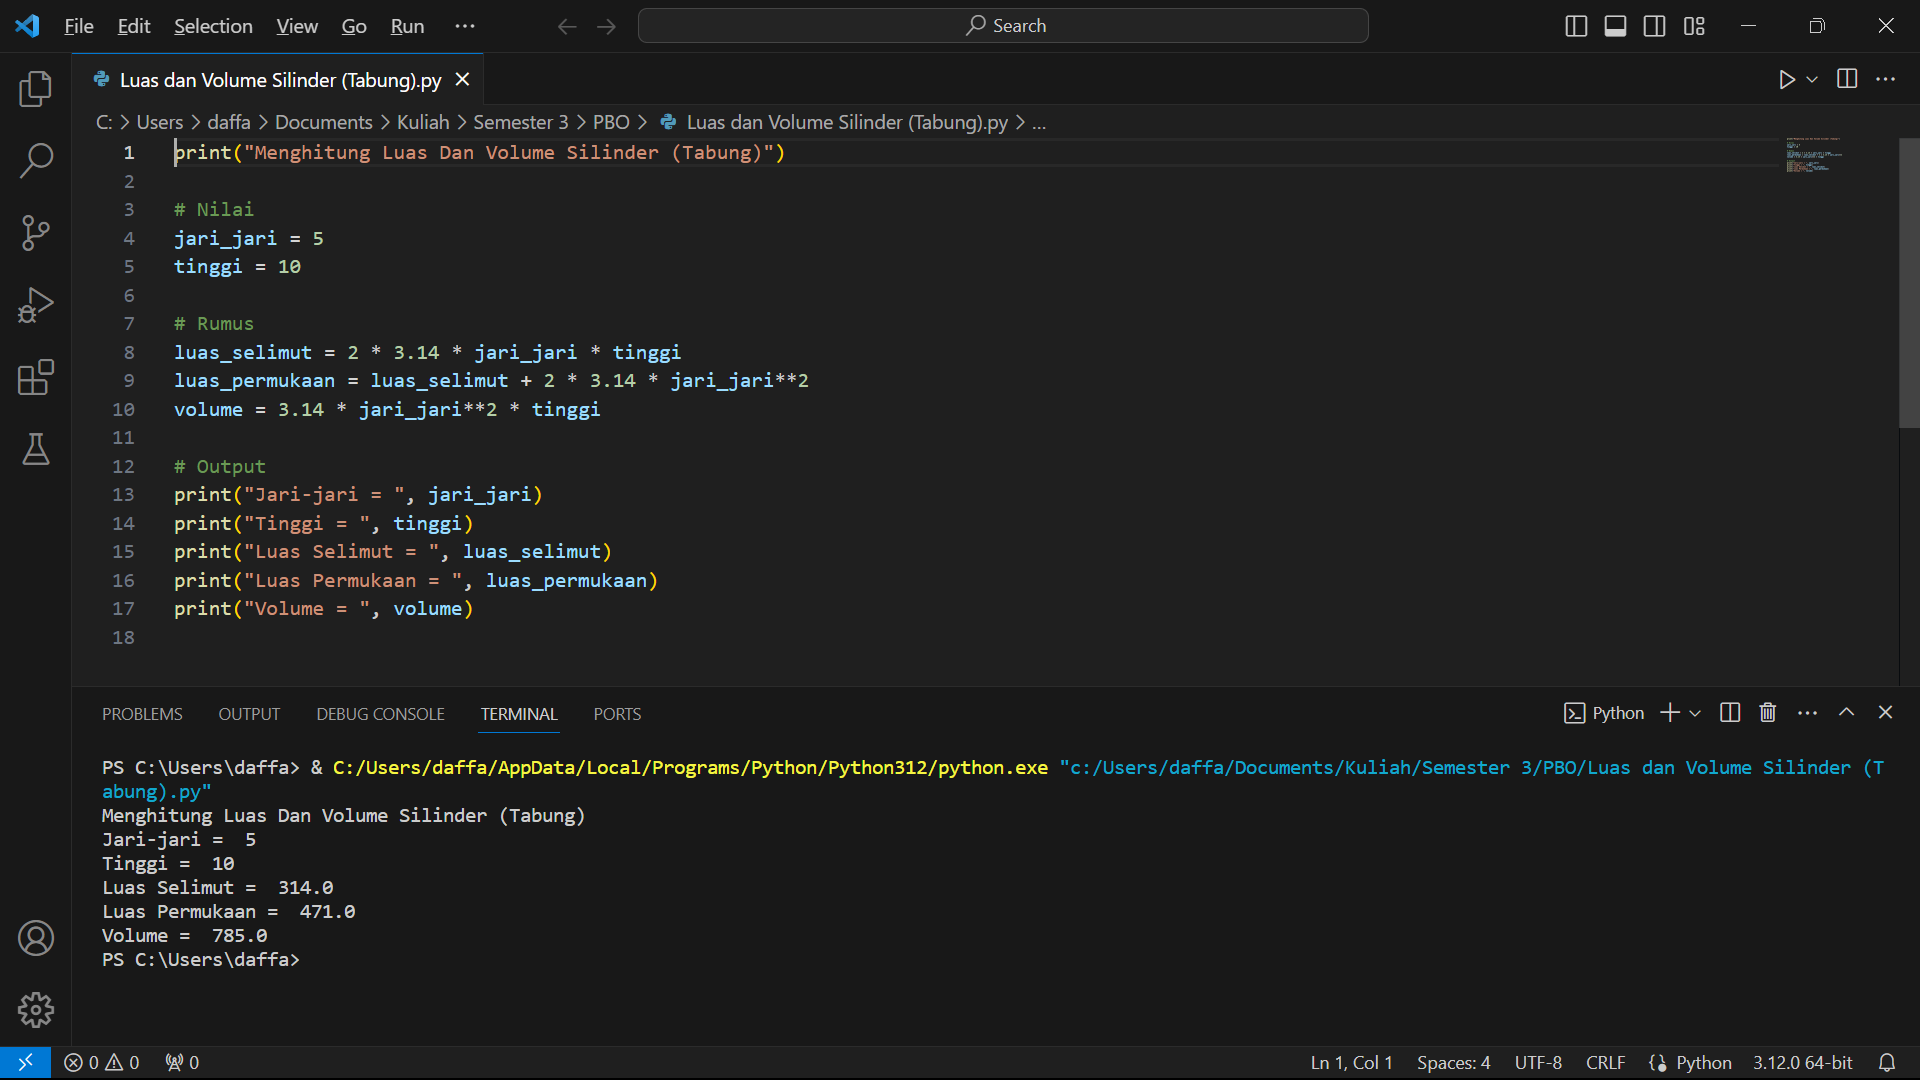 File Edit Selection View Go Run ··· Search
Luas dan Volume Silinder (Tabung).py
C: > Users > daffa > Documents > Kuliah > Semester 3 > PBO > Luas dan Volume Silinder (Tabung).py > ...
1 print("Menghitung Luas Dan Volume Silinder (Tabung)")
2
3 # Nilai
4 jari_jari = 5
5 tinggi = 10
6
7 # Rumus
8 luas_selimut = 2 * 3.14 * jari_jari * tinggi
9 luas_permukaan = luas_selimut + 2 * 3.14 * jari_jari**2
10 volume = 3.14 * jari_jari**2 * tinggi
11
12 # Output
13 print("Jari-jari = ", jari_jari)
14 print("Tinggi = ", tinggi)
15 print("Luas Selimut = ", luas_selimut)
16 print("Luas Permukaan = ", luas_permukaan)
17 print("Volume = ", volume)
18
PROBLEMS OUTPUT DEBUG CONSOLE TERMINAL PORTS Python
PS C:\Users\daffa> & C:/Users/daffa/AppData/Local/Programs/Python/Python312/python.exe "c:/Users/daffa/Documents/Kuliah/Semester 3/PBO/Luas dan Volume Silinder (T
abung).py"
Menghitung Luas Dan Volume Silinder (Tabung)
Jari-jari =  5
Tinggi =  10
Luas Selimut =  314.0
Luas Permukaan =  471.0
Volume =  785.0
PS C:\Users\daffa>
0 0 0 Ln 1, Col 1 Spaces: 4 UTF-8 CRLF Python 3.12.0 64-bit